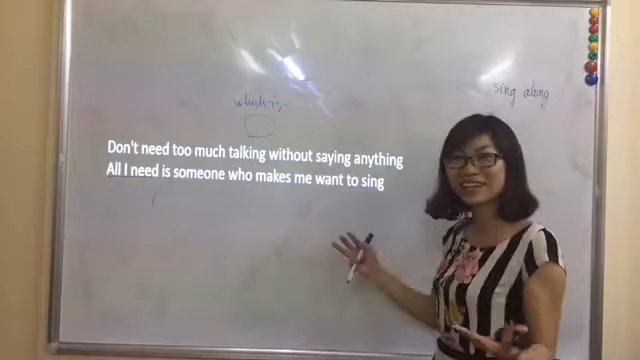 which is
sing along
Don't need too much talking without saying anything
All I need is someone who makes me want to sing